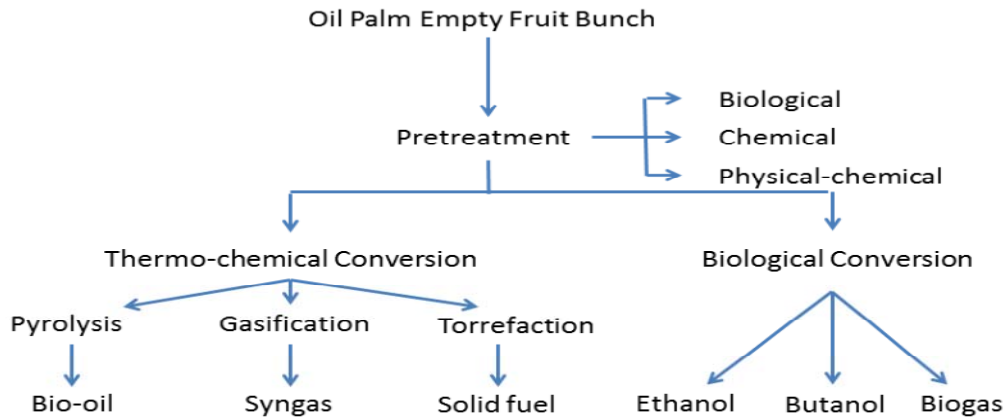 Oil Palm Empty Fruit Bunch
Biological
Pretreatment
Chemical
Physical-chemical
Thermo-chemical Conversion
Biological Conversion
Pyrolysis
Gasification
Torrefaction
Bio-oil
Syngas
Solid fuel
Ethanol
Butanol
Biogas